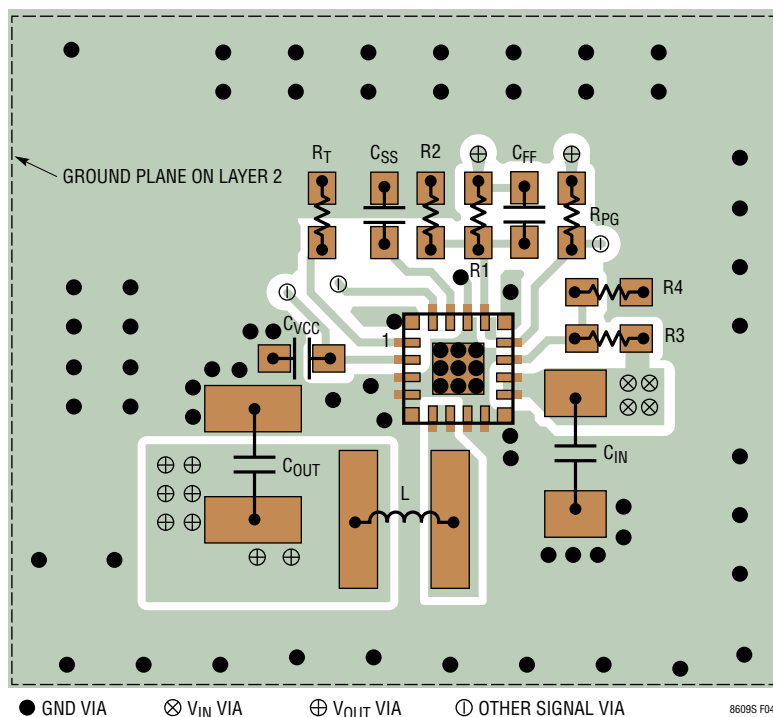 GROUND PLANE ON LAYER 2
RT
CSS
R2
CFF
RPG
R1
R4
R3
CVCC
1
COUT
L
CIN
GND VIA
VIN VIA
VOUT VIA
OTHER SIGNAL VIA
8609S F04